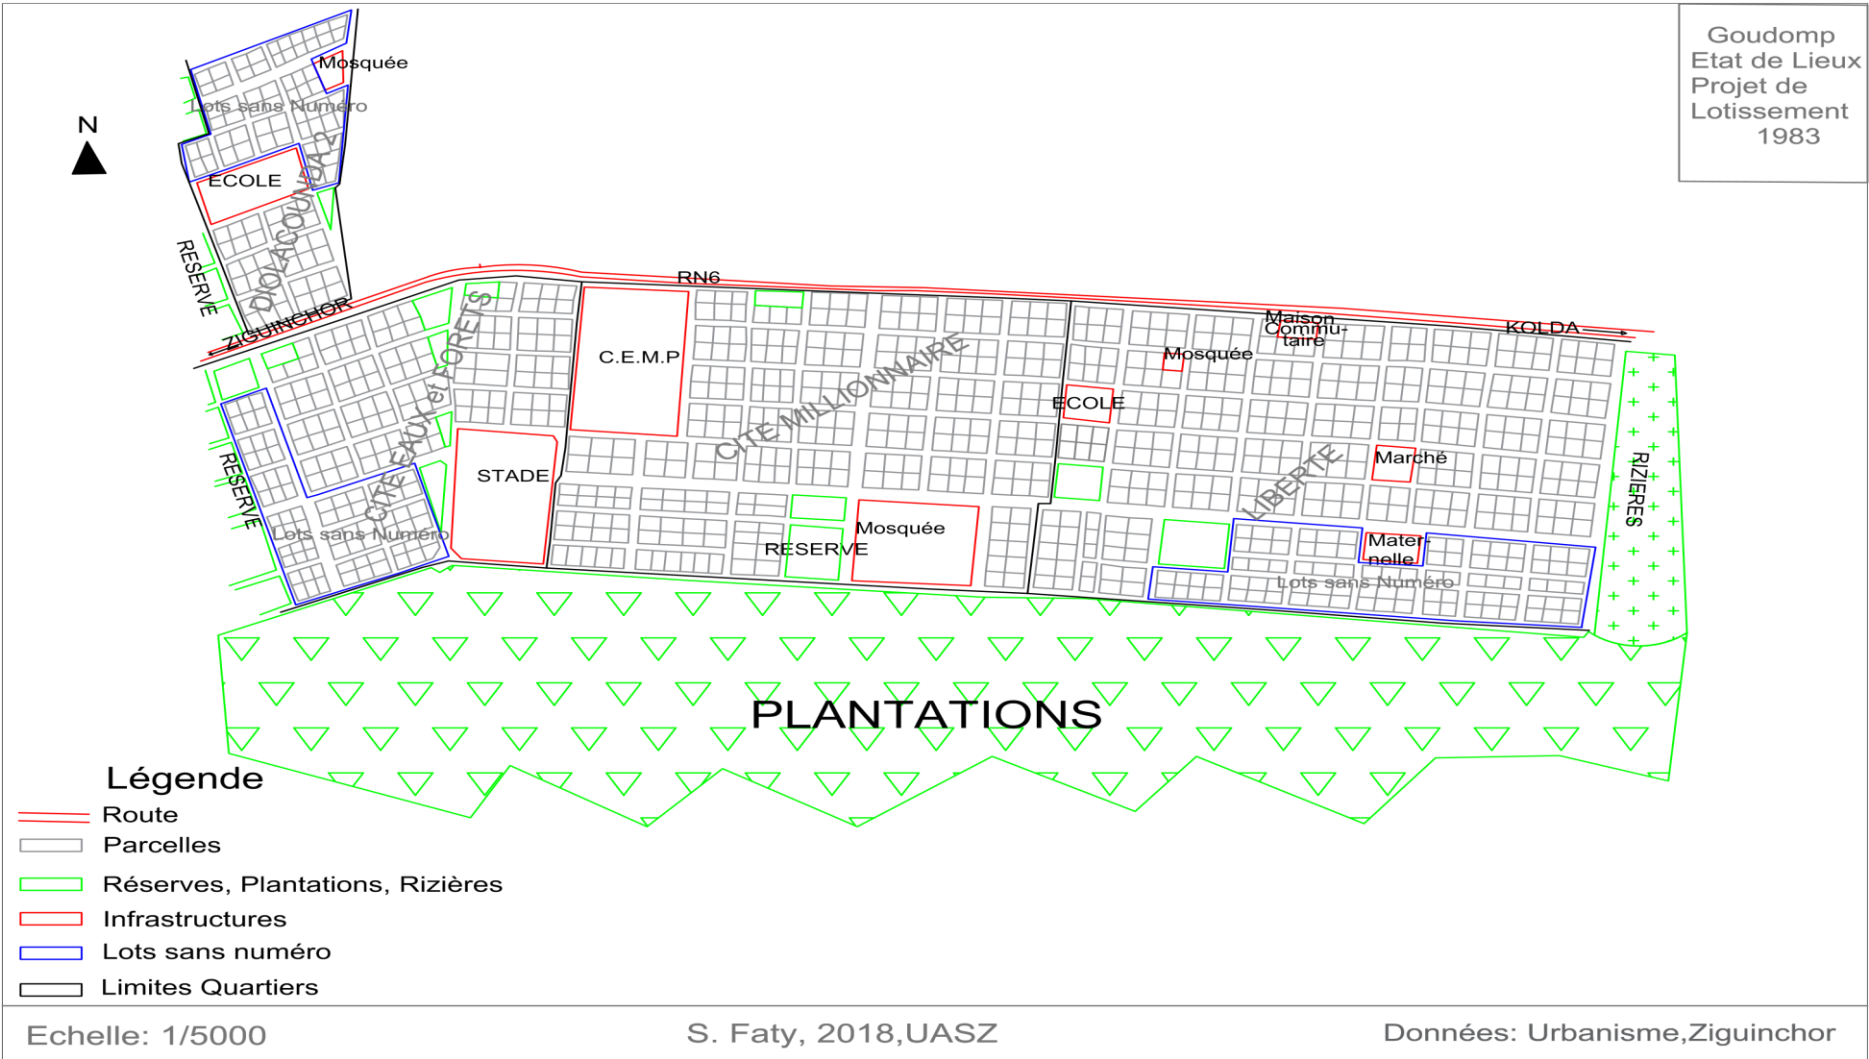 Goudomp
Etat de Lieux
Projet de
Lotissement
1983
N
Mosquée
Lots sans Numéro
DIOLACOUNDA 2
ECOLE
RESERVE
ZIGUINCHOR
RN6
KOLDA
CITE EAUX et FORETS
C.E.M.P
STADE
RESERVE
Lots sans Numéro
CITE MILLIONNAIRE
RESERVE
Mosquée
Maison
Commu-
taire
Mosquée
ECOLE
LIBERTE
Marché
Mater-
nelle
Lots sans Numéro
RIZIERES
PLANTATIONS
Légende
Route
Parcelles
Réserves, Plantations, Rizières
Infrastructures
Lots sans numéro
Limites Quartiers
Echelle: 1/5000
S. Faty, 2018,UASZ
Données: Urbanisme,Ziguinchor